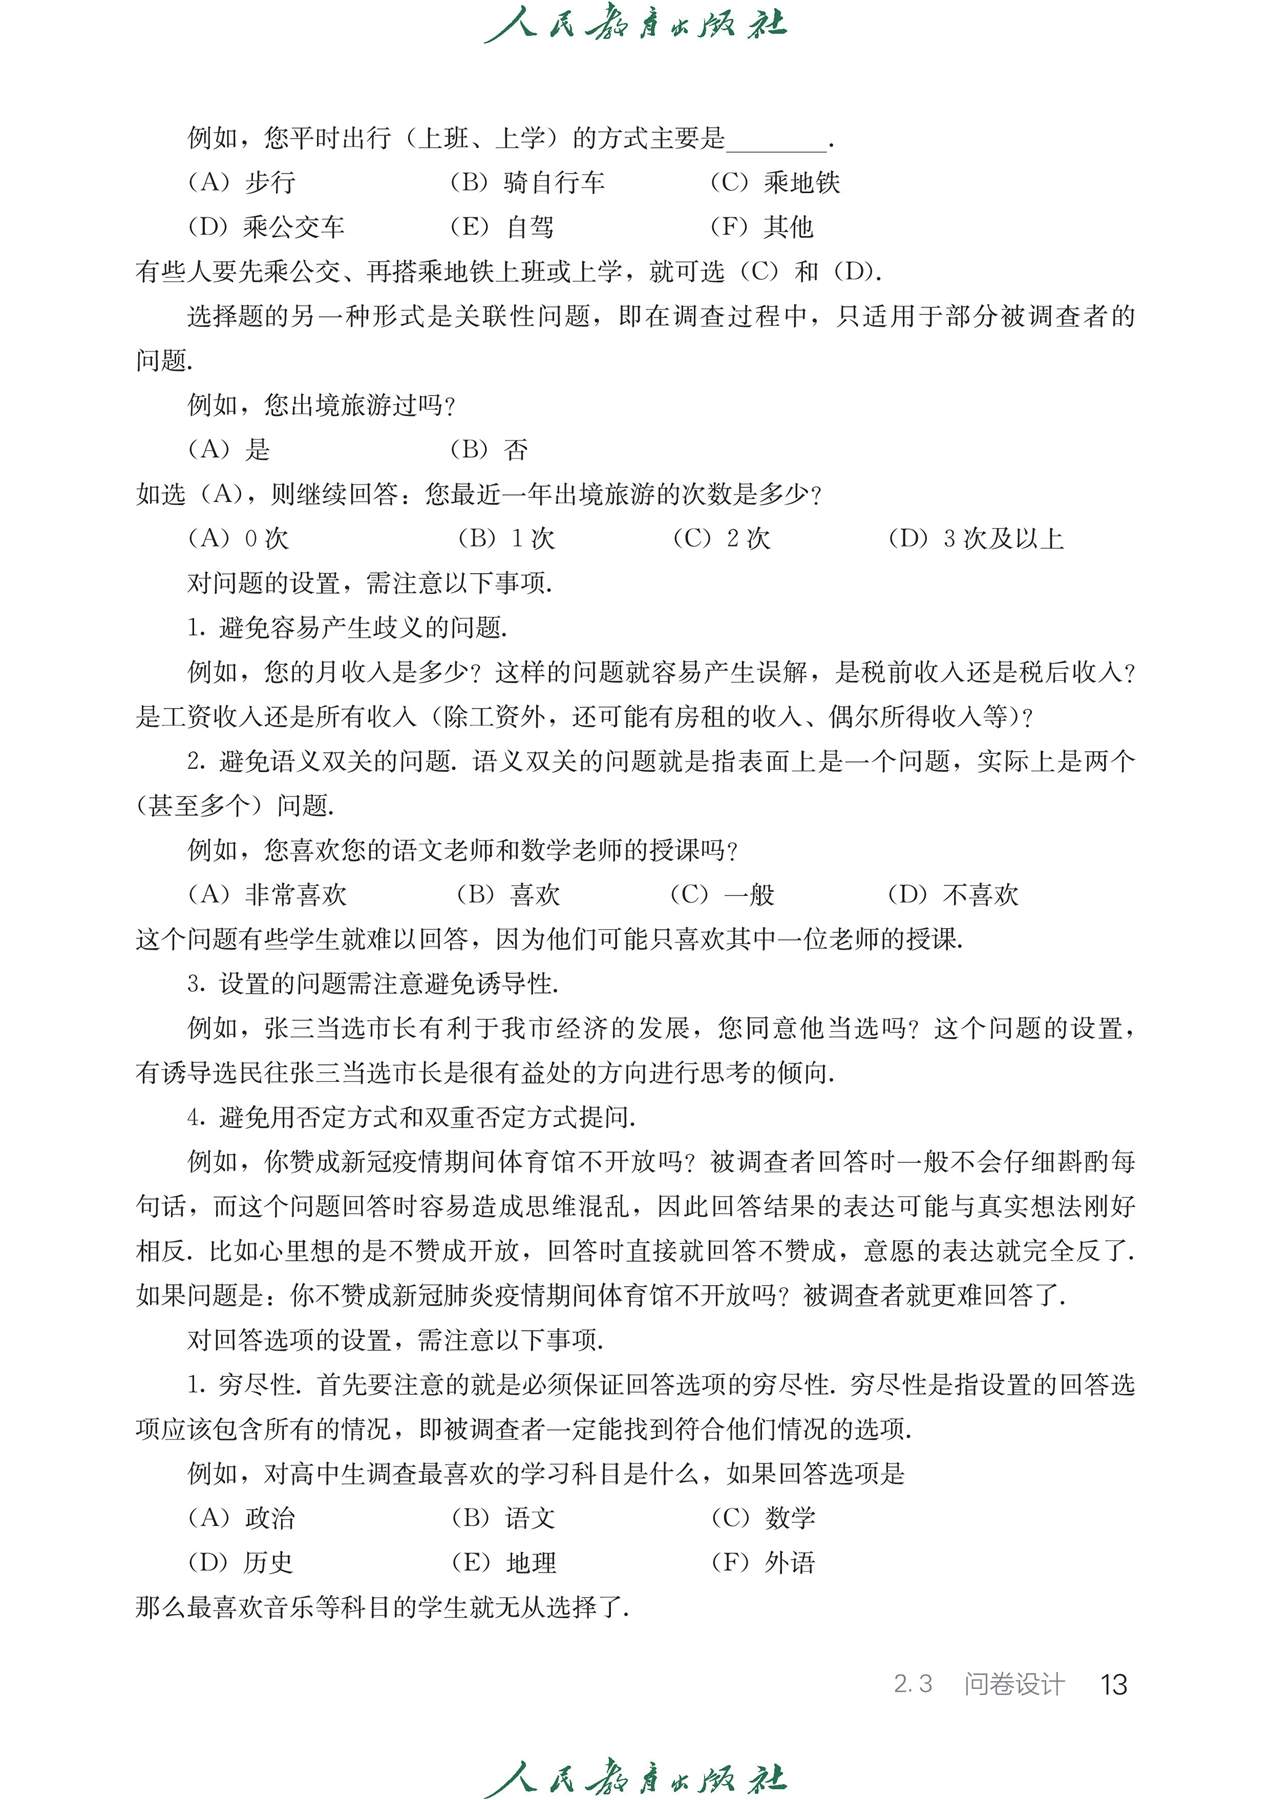 人民教育出版社
例如，您平时出行（上班、上学）的方式主要是________.
（A）步行 （B）骑自行车 （C）乘地铁
（D）乘公交车 （E）自驾 （F）其他
有些人要先乘公交、再搭乘地铁上班或上学，就可选（C）和（D）.
选择题的另一种形式是关联性问题，即在调查过程中，只适用于部分被调查者的
问题.
例如，您出境旅游过吗？
（A）是 （B）否
如选（A），则继续回答：您最近一年出境旅游的次数是多少？
（A）0 次 （B）1 次 （C）2 次 （D）3 次及以上
对问题的设置，需注意以下事项.
1. 避免容易产生歧义的问题.
例如，您的月收入是多少？这样的问题就容易产生误解，是税前收入还是税后收入？
是工资收入还是所有收入（除工资外，还可能有房租的收入、偶尔所得收入等）？
2. 避免语义双关的问题. 语义双关的问题就是指表面上是一个问题，实际上是两个
（甚至多个）问题.
例如，您喜欢您的语文老师和数学老师的授课吗？
（A）非常喜欢 （B）喜欢 （C）一般 （D）不喜欢
这个问题有些学生就难以回答，因为他们可能只喜欢其中一位老师的授课.
3. 设置的问题需注意避免诱导性.
例如，张三当选市长有利于我市经济的发展，您同意他当选吗？这个问题的设置，
有诱导选民往张三当选市长是很有益处的方向进行思考的倾向.
4. 避免用否定方式和双重否定方式提问.
例如，你赞成新冠疫情期间体育馆不开放吗？被调查者回答时一般不会仔细斟酌每
句话，而这个问题回答时容易造成思维混乱，因此回答结果的表达可能与真实想法刚好
相反. 比如心里想的是不赞成开放，回答时直接就回答不赞成，意愿的表达就完全反了.
如果问题是：你不赞成新冠肺炎疫情期间体育馆不开放吗？被调查者就更难回答了.
对回答选项的设置，需注意以下事项.
1. 穷尽性. 首先要注意的就是必须保证回答选项的穷尽性. 穷尽性是指设置的回答选
项应该包含所有的情况，即被调查者一定能找到符合他们情况的选项.
例如，对高中生调查最喜欢的学习科目是什么，如果回答选项是
（A）政治 （B）语文 （C）数学
（D）历史 （E）地理 （F）外语
那么最喜欢音乐等科目的学生就无从选择了.
2.3 问卷设计 13
人民教育出版社